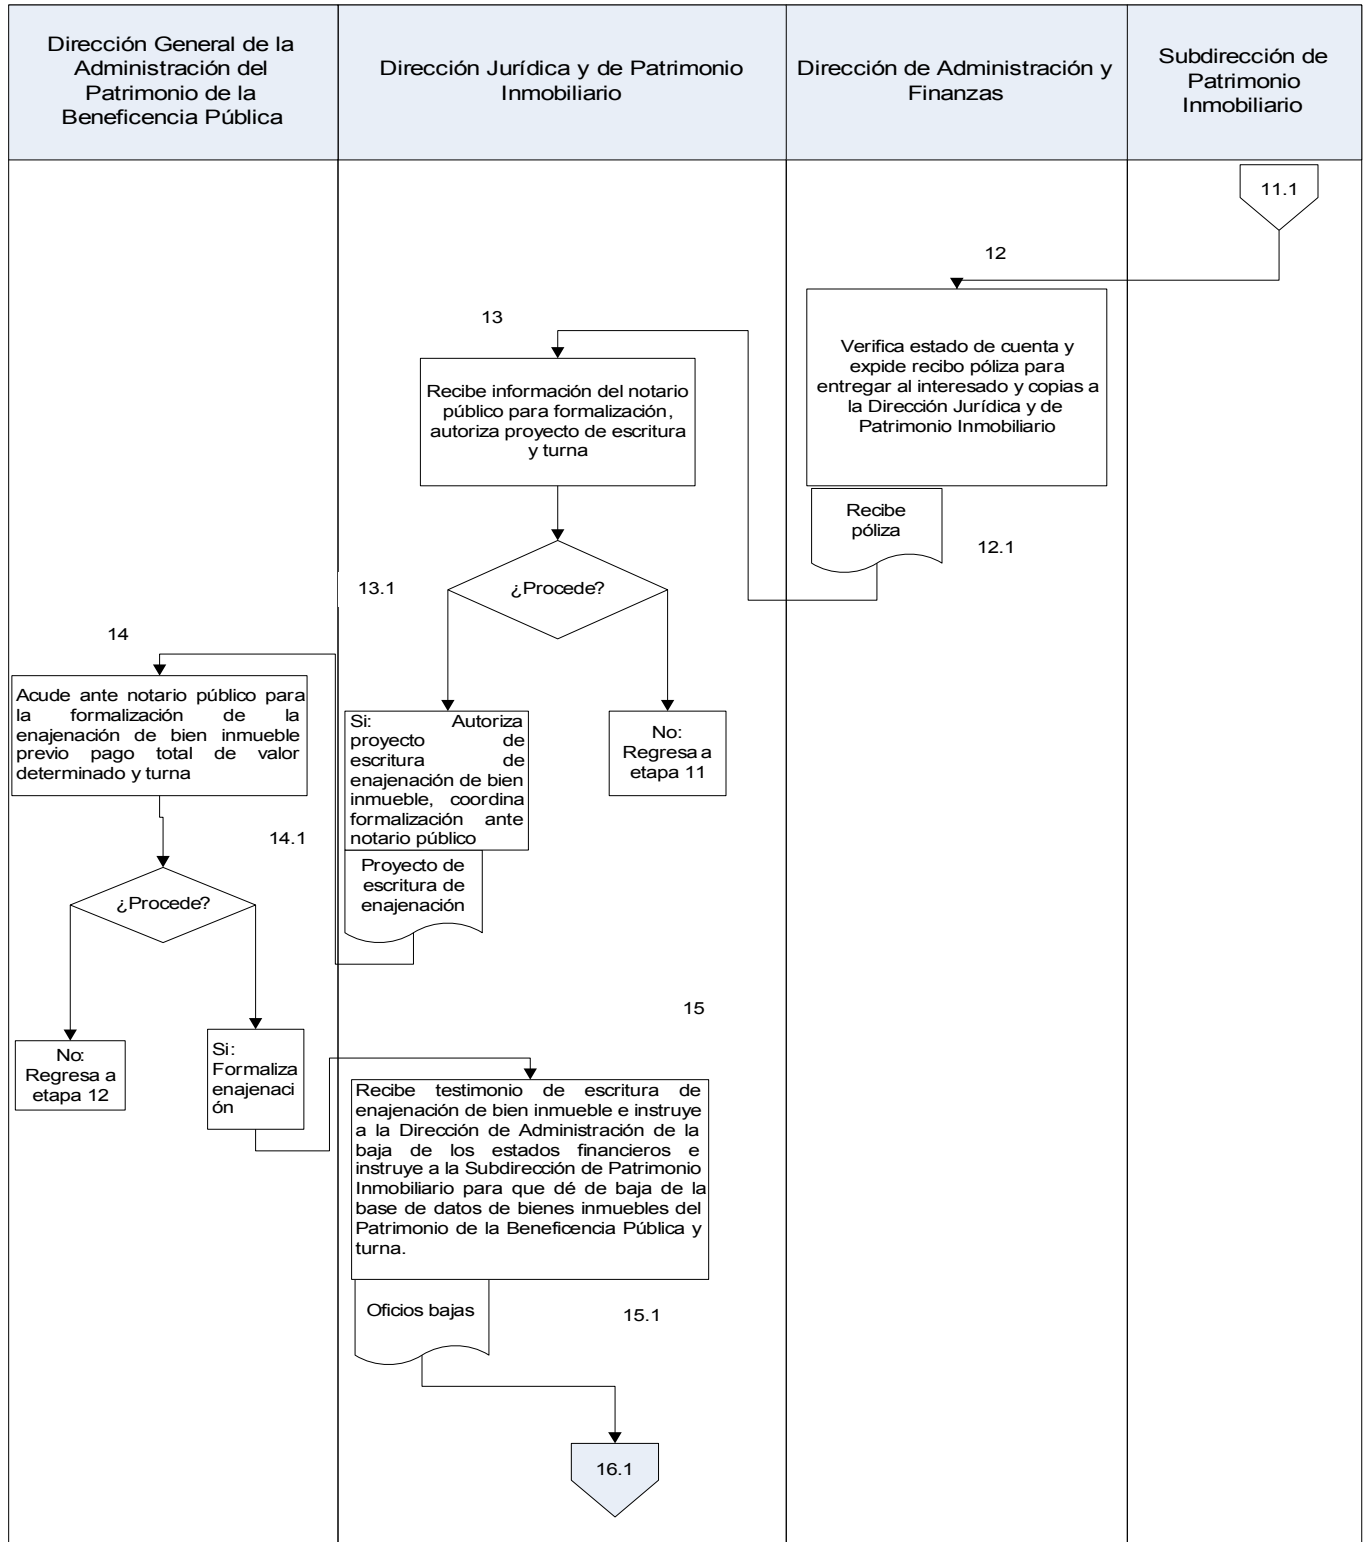 Dirección General de la
Administración del
Patrimonio de la
Beneficencia Pública
Dirección Jurídica y de Patrimonio
Inmobiliario
Dirección de Administración y
Finanzas
Subdirección de
Patrimonio
Inmobiliario
11.1
12
Verifica estado de cuenta y
expide recibo póliza para
entregar al interesado y copias a
la Dirección Jurídica y de
Patrimonio Inmobiliario
Recibe
póliza
12.1
13
Recibe información del notario
público para formalización,
autoriza proyecto de escritura
y turna
¿Procede?
13.1
Si: Autoriza
proyecto de
escritura de
enajenación de bien
inmueble, coordina
formalización ante
notario público
Proyecto de
escritura de
enajenación
No:
Regresa a
etapa 11
14
Acude ante notario público para
la formalización de la
enajenación de bien inmueble
previo pago total de valor
determinado y turna
14.1
¿Procede?
No:
Regresa a
etapa 12
Si:
Formaliza
enajenaci
ón
15
Recibe testimonio de escritura de
enajenación de bien inmueble e instruye
a la Dirección de Administración de la
baja de los estados financieros e
instruye a la Subdirección de Patrimonio
Inmobiliario para que dé de baja de la
base de datos de bienes inmuebles del
Patrimonio de la Beneficencia Pública y
turna.
Oficios bajas
15.1
16.1